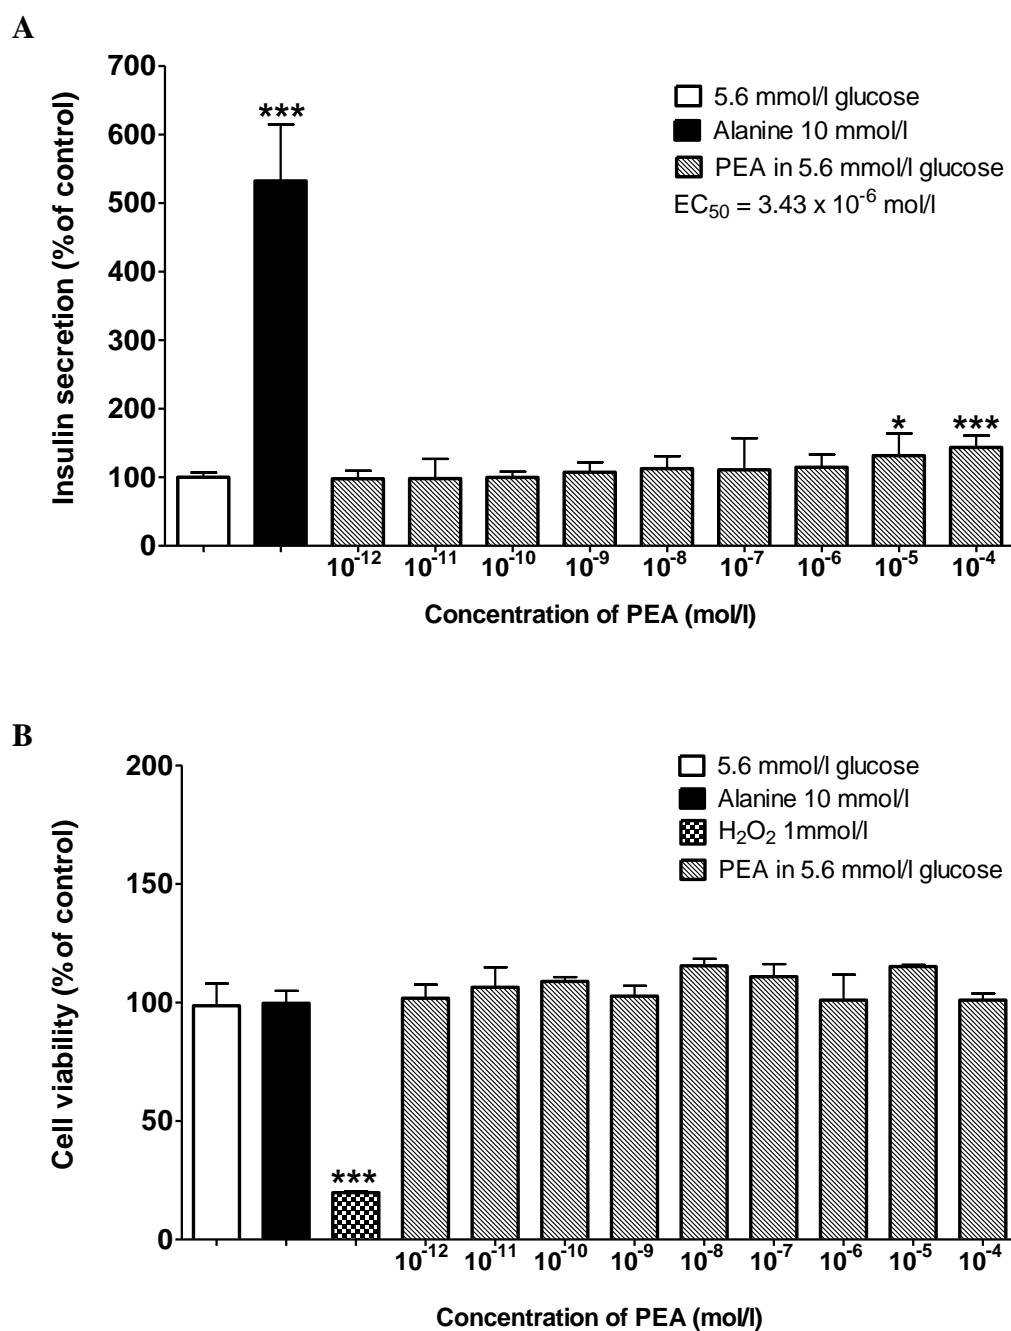 A
700
600
500
400
300
200
100
0
Insulin secretion (% of control)
***
*
***
5.6 mmol/l glucose
Alanine 10 mmol/l
PEA in 5.6 mmol/l glucose
EC50 = 3.43 x 10-6 mol/l
10-12 10-11 10-10 10-9 10-8 10-7 10-6 10-5 10-4
Concentration of PEA (mol/l)
B
200
150
100
50
0
Cell viability (% of control)
***
5.6 mmol/l glucose
Alanine 10 mmol/l
H2O2 1mmol/l
PEA in 5.6 mmol/l glucose
10-12 10-11 10-10 10-9 10-8 10-7 10-6 10-5 10-4
Concentration of PEA (mol/l)